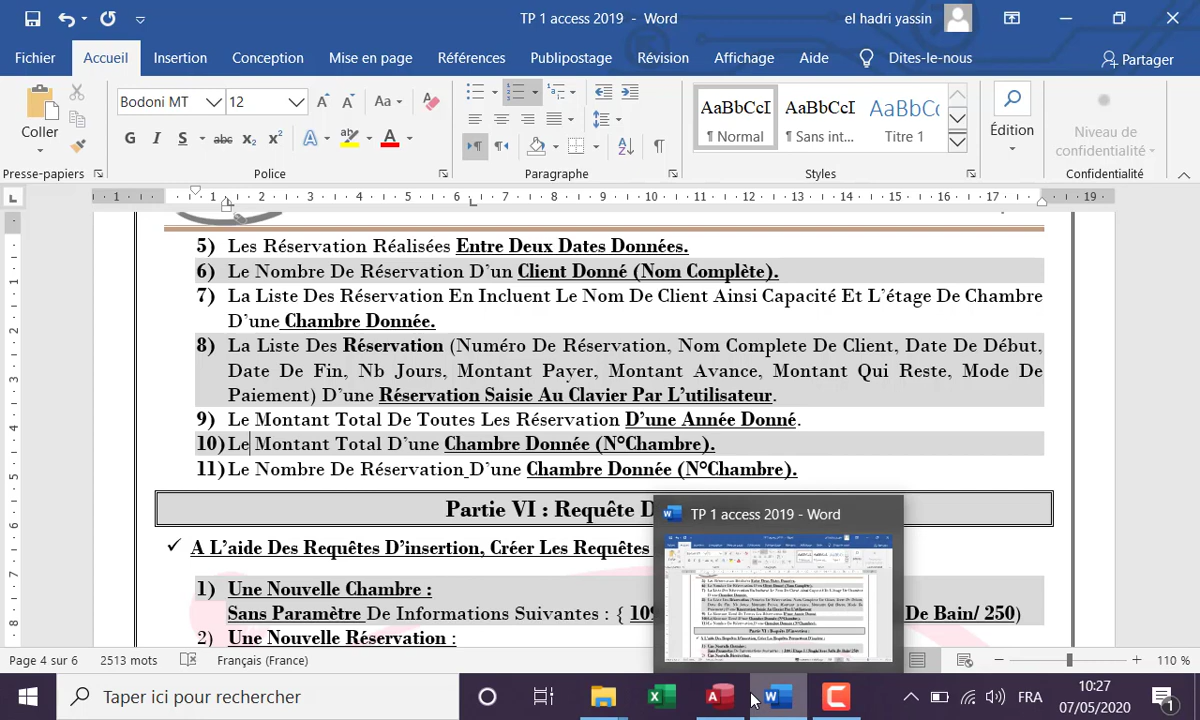 TP 1 access 2019 - Word
el hadri yassin
Fichier Accueil Insertion Conception Mise en page Références Publipostage Révision Affichage Aide Dites-le-nous Partager
Coller
Bodoni MT 12
AaBbCcI AaBbCcI AaBbCc
¶ Normal ¶ Sans int... Titre 1
Édition
Niveau de confidentialité
Presse-papiers Police Paragraphe Styles Confidentialité
5) Les Réservation Réalisées Entre Deux Dates Données.
6) Le Nombre De Réservation D'un Client Donné (Nom Complète).
7) La Liste Des Réservation En Incluent Le Nom De Client Ainsi Capacité Et L'étage De Chambre
D'une Chambre Donnée.
8) La Liste Des Réservation (Numéro De Réservation, Nom Complete De Client, Date De Début,
Date De Fin, Nb Jours, Montant Payer, Montant Avance, Montant Qui Reste, Mode De
Paiement) D'une Réservation Saisie Au Clavier Par L'utilisateur.
9) Le Montant Total De Toutes Les Réservation D'une Année Donné.
10) Le Montant Total D'une Chambre Donnée (N°Chambre).
11) Le Nombre De Réservation D'une Chambre Donnée (N°Chambre).
Partie VI : Requête D
TP 1 access 2019 - Word
✓ A L'aide Des Requêtes D'insertion, Créer Les Requêtes
1) Une Nouvelle Chambre :
Sans Paramètre De Informations Suivantes : { 109 De Bain/ 250)
2) Une Nouvelle Réservation :
Page 4 sur 6 2513 mots Français (France) 110 %
Taper ici pour rechercher
FRA
10:27
07/05/2020
1